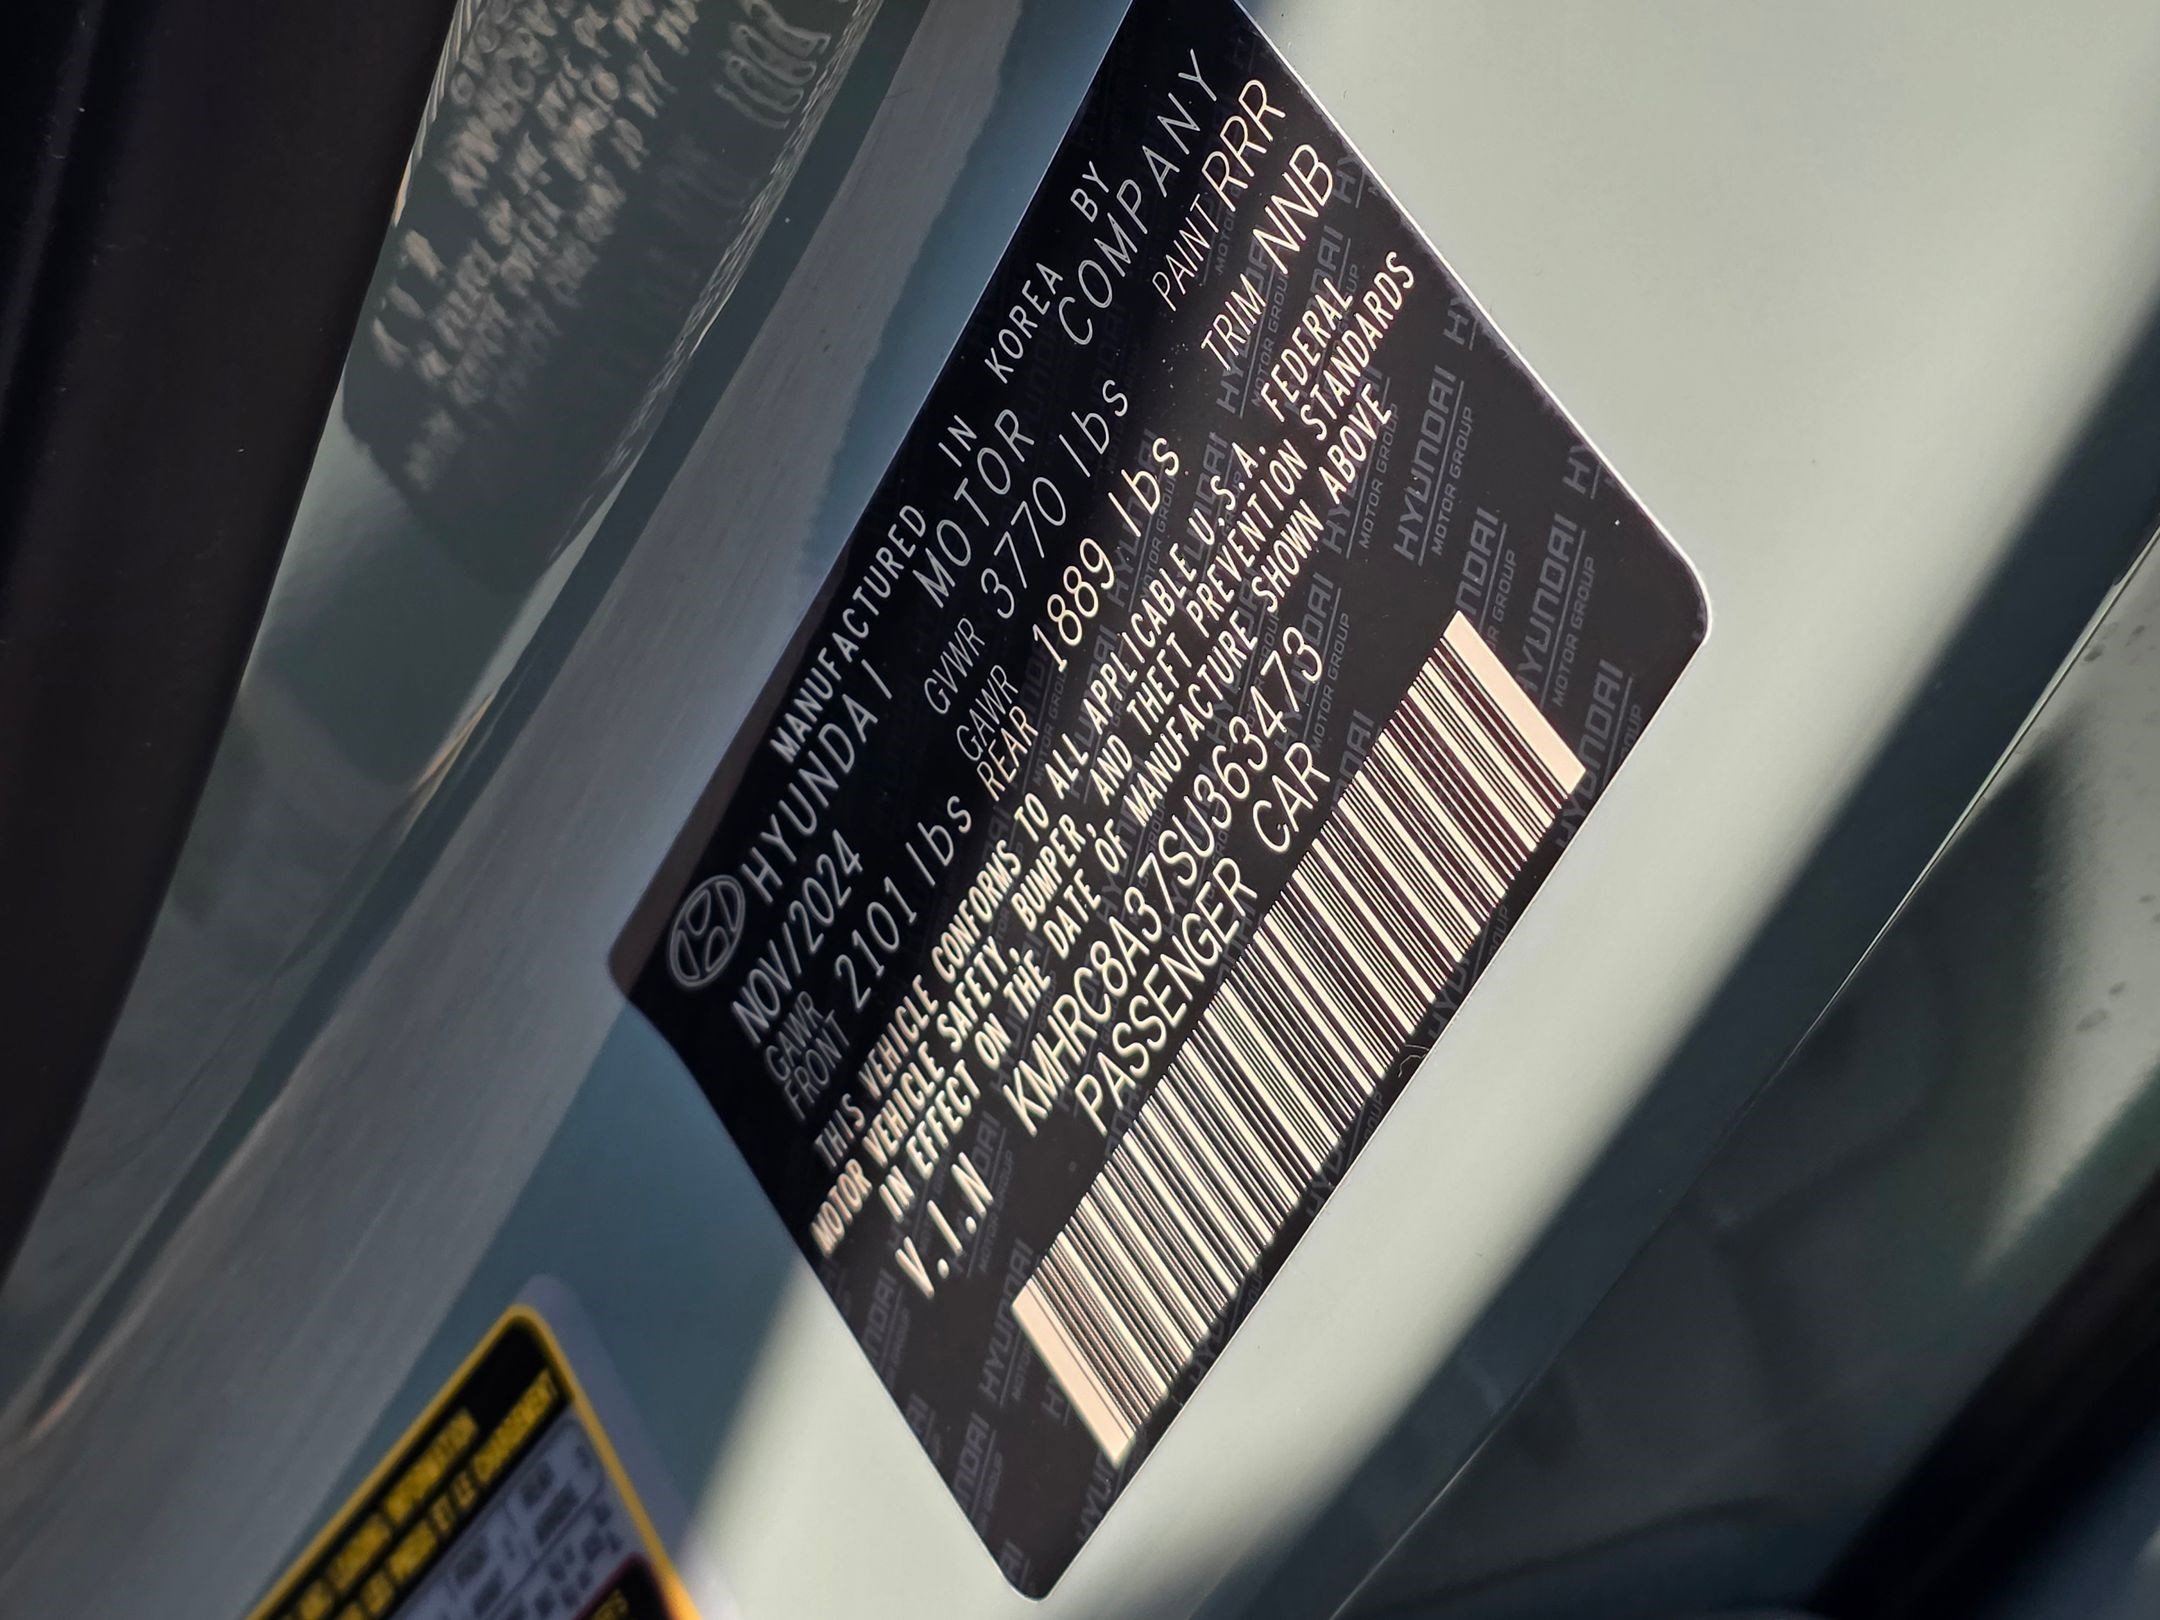 MANUFACTURED IN KOREA BY
HYUNDAI MOTOR COMPANY
NOV/2024 GVWR 3770 lbs PAINT RRR
GAWR FRONT 2101 lbs GAWR REAR 1889 lbs TRIM NNB
THIS VEHICLE CONFORMS TO ALL APPLICABLE U.S.A. FEDERAL
MOTOR VEHICLE SAFETY, BUMPER, AND THEFT PREVENTION STANDARDS
IN EFFECT ON THE DATE OF MANUFACTURE SHOWN ABOVE
V.I.N KMHRC8A37SU363473
PASSENGER CAR
HYUNDAI
MOTOR GROUP